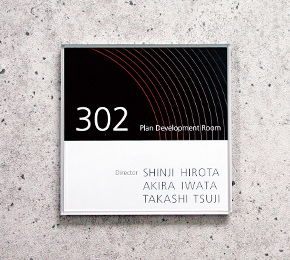 302 Plan Development Room
Director SHINJI HIROTA
AKIRA IWATA
TAKASHI TSUJI